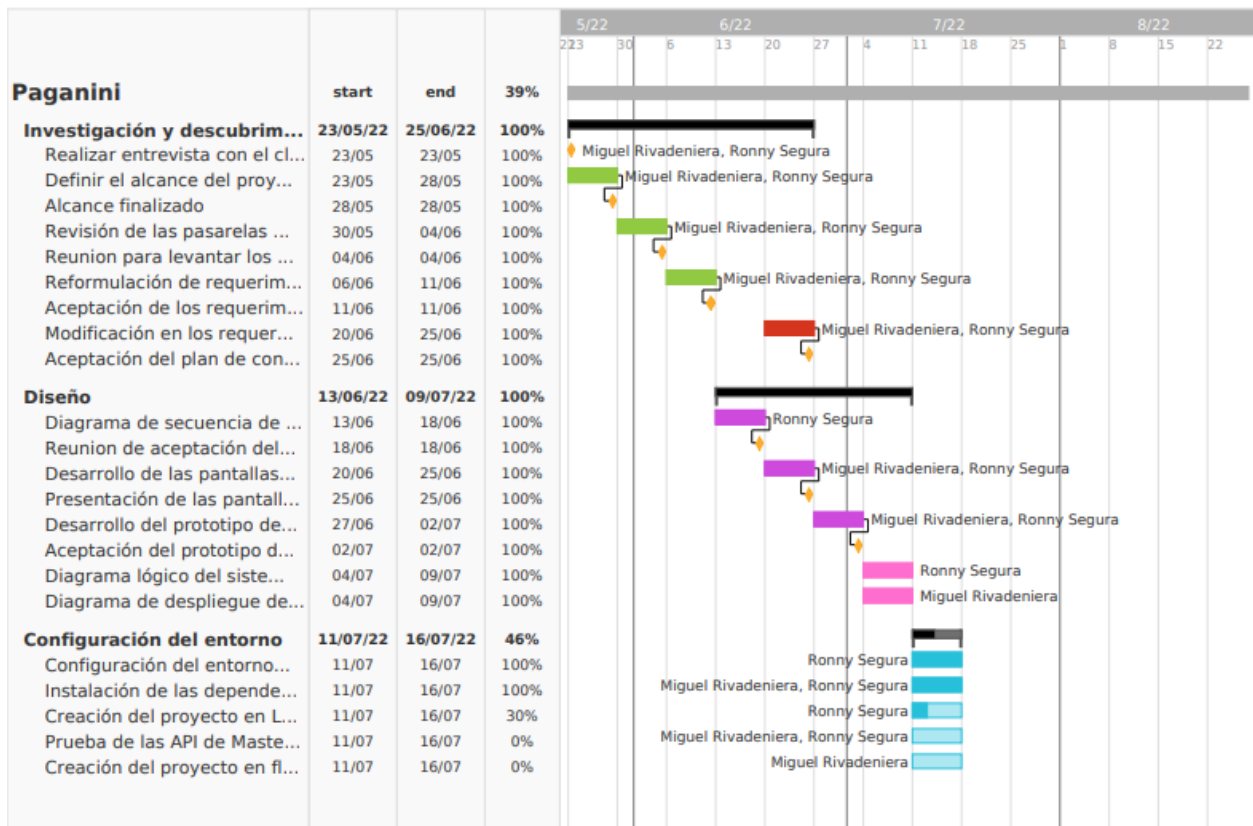 5/22 6/22 7/22 8/22
22 23 30 6 13 20 27 4 11 18 25 1 8 15 22
Paganini start end 39%
Investigación y descubrim... 23/05/22 25/06/22 100%
Realizar entrevista con el cl... 23/05 23/05 100% Miguel Rivadeniera, Ronny Segura
Definir el alcance del proy... 23/05 28/05 100% Miguel Rivadeniera, Ronny Segura
Alcance finalizado 28/05 28/05 100%
Revisión de las pasarelas ... 30/05 04/06 100% Miguel Rivadeniera, Ronny Segura
Reunion para levantar los ... 04/06 04/06 100%
Reformulación de requerim... 06/06 11/06 100% Miguel Rivadeniera, Ronny Segura
Aceptación de los requerim... 11/06 11/06 100%
Modificación en los requer... 20/06 25/06 100% Miguel Rivadeniera, Ronny Segura
Aceptación del plan de con... 25/06 25/06 100%
Diseño 13/06/22 09/07/22 100%
Diagrama de secuencia de ... 13/06 18/06 100% Ronny Segura
Reunion de aceptación del... 18/06 18/06 100%
Desarrollo de las pantallas... 20/06 25/06 100% Miguel Rivadeniera, Ronny Segura
Presentación de las pantall... 25/06 25/06 100%
Desarrollo del prototipo de... 27/06 02/07 100% Miguel Rivadeniera, Ronny Segura
Aceptación del prototipo d... 02/07 02/07 100%
Diagrama lógico del siste... 04/07 09/07 100% Ronny Segura
Diagrama de despliegue de... 04/07 09/07 100% Miguel Rivadeniera
Configuración del entorno 11/07/22 16/07/22 46%
Configuración del entorno... 11/07 16/07 100% Ronny Segura
Instalación de las depende... 11/07 16/07 100% Miguel Rivadeniera, Ronny Segura
Creación del proyecto en L... 11/07 16/07 30% Ronny Segura
Prueba de las API de Maste... 11/07 16/07 0% Miguel Rivadeniera, Ronny Segura
Creación del proyecto en fl... 11/07 16/07 0% Miguel Rivadeniera